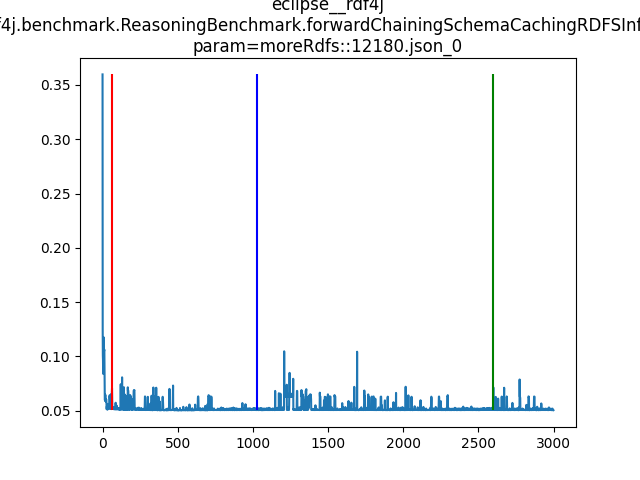 eclipse__rdf4j
f4j.benchmark.ReasoningBenchmark.forwardChainingSchemaCachingRDFSInf
param=moreRdfs::12180.json_0
0.35
0.30
0.25
0.20
0.15
0.10
0.05
0 500 1000 1500 2000 2500 3000